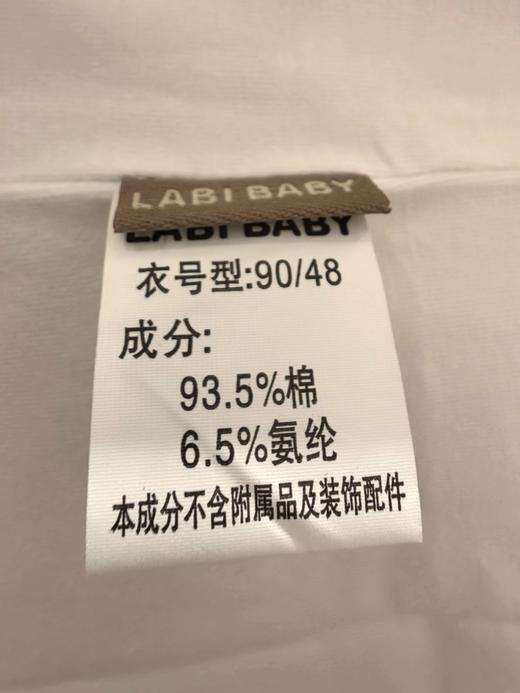 LABI BABY
LABI BABY
衣号型:90/48
成分:
93.5%棉
6.5%氨纶
本成分不含附属品及装饰配件